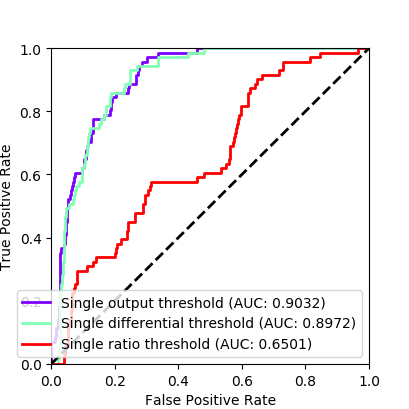 1.0
0.8
0.6
0.4
0.2
0.0
True Positive Rate
Single output threshold (AUC: 0.9032)
Single differential threshold (AUC: 0.8972)
Single ratio threshold (AUC: 0.6501)
0.0 0.2 0.4 0.6 0.8 1.0
False Positive Rate